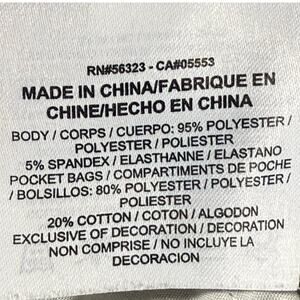 RN#56323 - CA#05553
MADE IN CHINA/FABRIQUE EN
CHINE/HECHO EN CHINA
BODY / CORPS / CUERPO: 95% POLYESTER /
POLYESTER / POLIESTER
5% SPANDEX / ELASTHANNE / ELASTANO
POCKET BAGS / COMPARTIMENTS DE POCHE
/ BOLSILLOS: 80% POLYESTER / POLYESTER /
POLIESTER
20% COTTON / COTON / ALGODON
EXCLUSIVE OF DECORATION / DECORATION
NON COMPRISE / NO INCLUYE LA
DECORACION